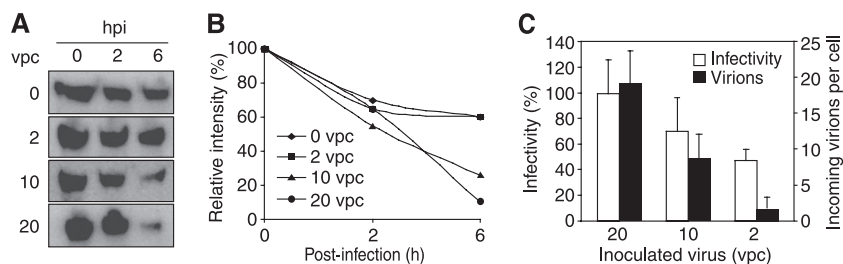 A
hpi
vpc 0 2 6
0
2
10
20
B
Relative intensity (%)
100
80
60
40
20
0
0 vpc
2 vpc
10 vpc
20 vpc
0 2 6
Post-infection (h)
C
Infectivity (%)
140
120
100
80
60
40
20
0
Infectivity
Virions
25
20
15
10
5
0
Incoming virions per cell
20 10 2
Inoculated virus (vpc)